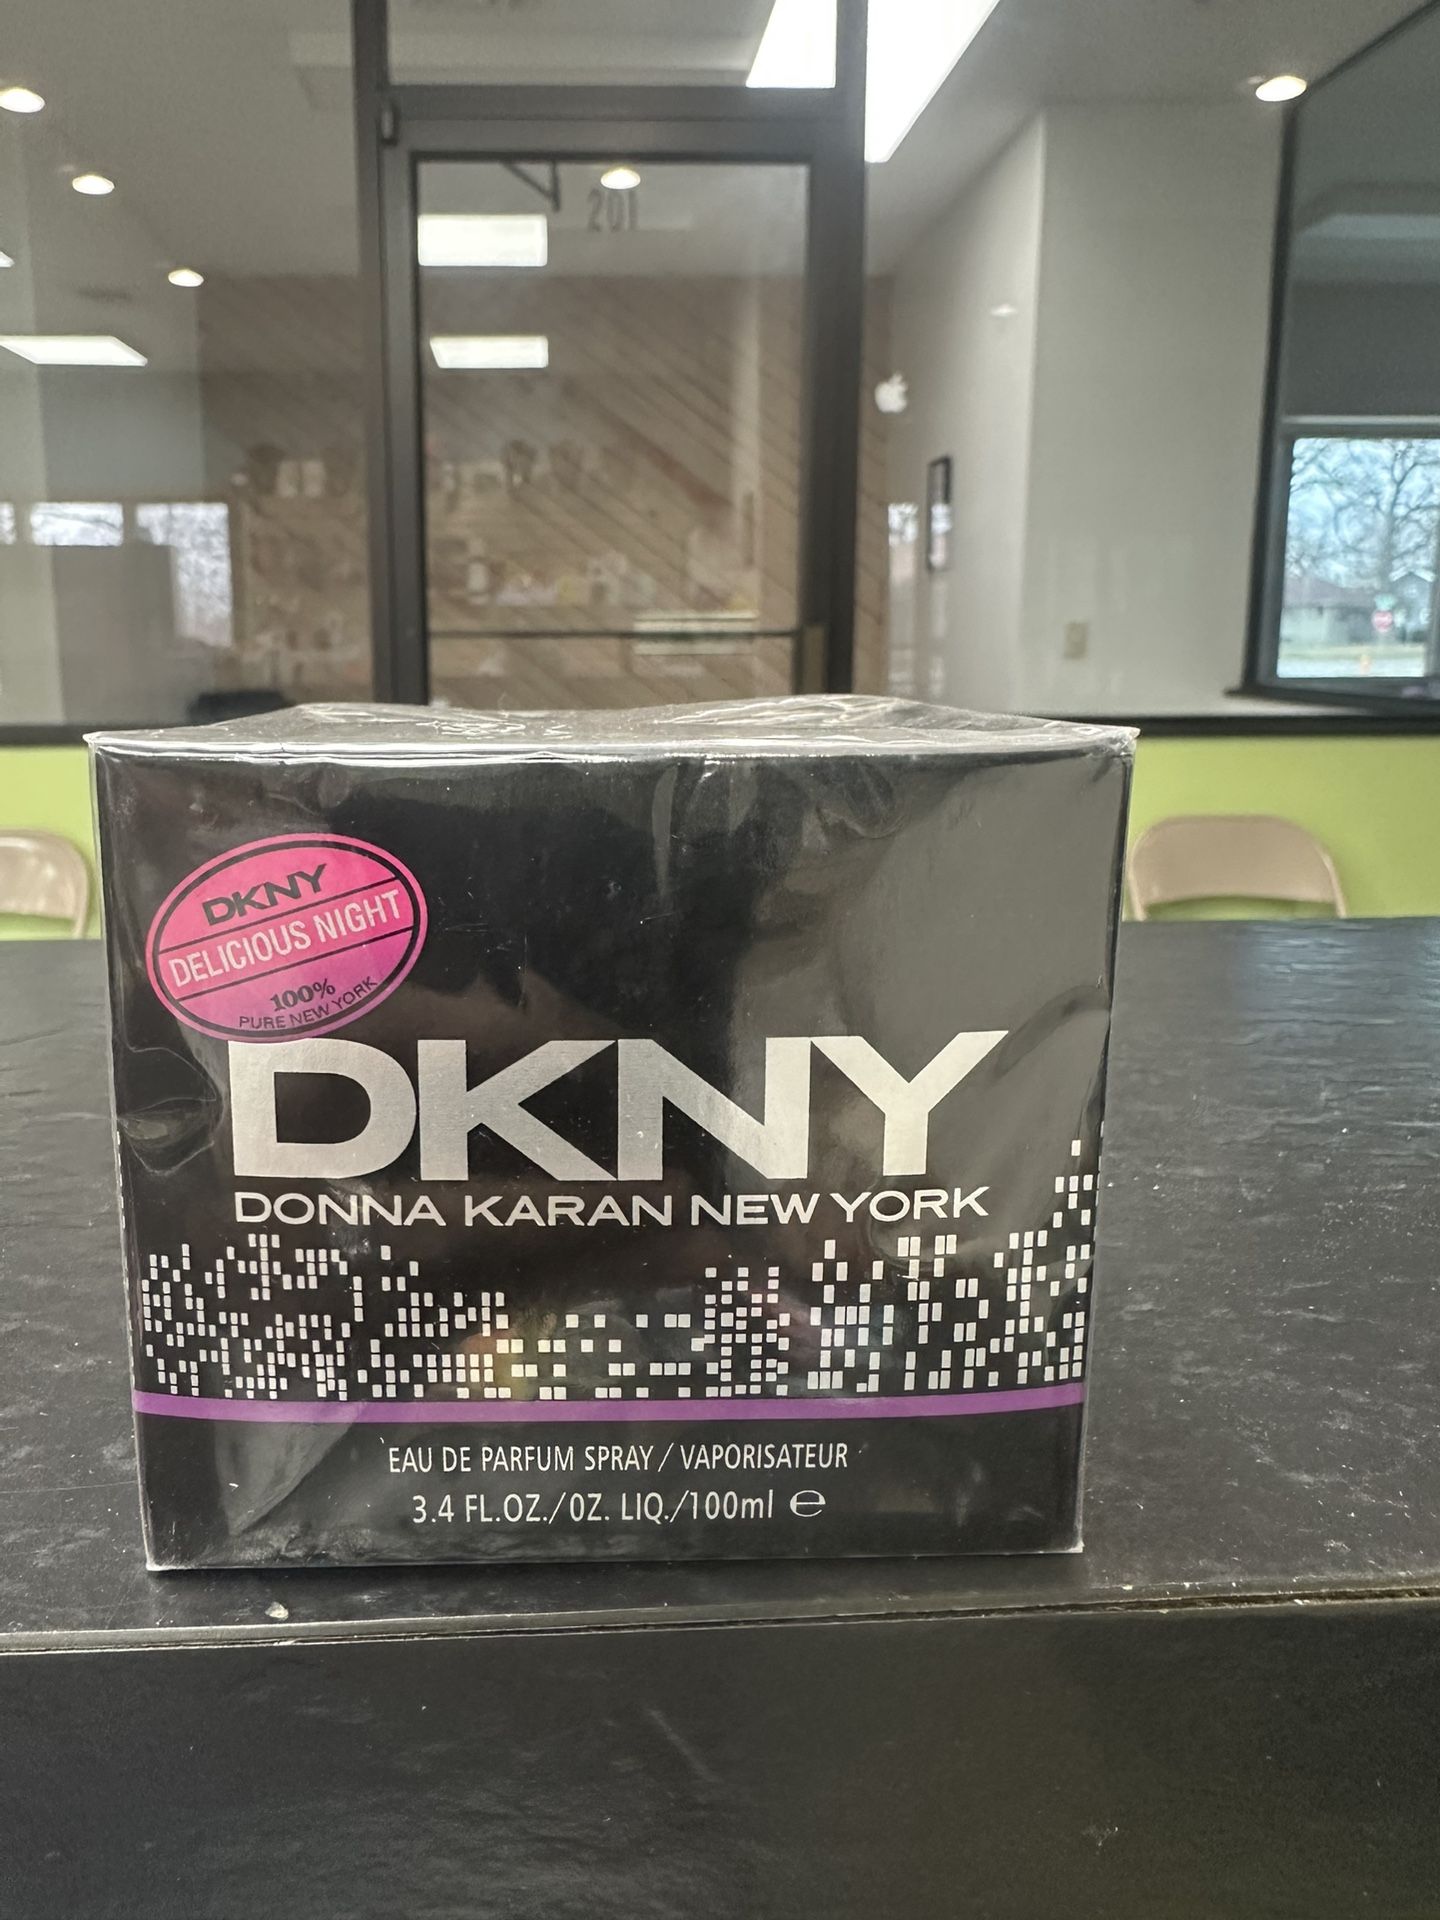 201
DKNY
DELICIOUS NIGHT
100%
PURE NEW YORK
DKNY
DONNA KARAN NEW YORK
EAU DE PARFUM SPRAY / VAPORISATEUR
3.4 FL.OZ./OZ. LIQ./100ml ℮